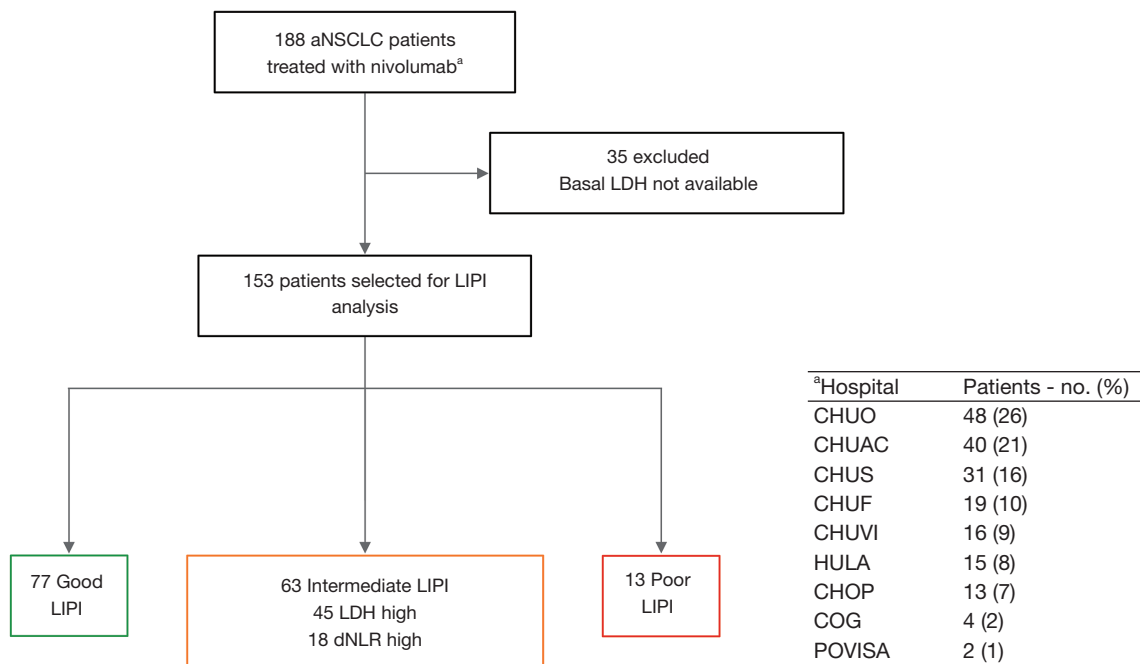 188 aNSCLC patients
treated with nivolumabᵃ
35 excluded
Basal LDH not available
153 patients selected for LIPI
analysis
77 Good
LIPI
63 Intermediate LIPI
45 LDH high
18 dNLR high
13 Poor
LIPI
ᵃHospital Patients - no. (%)
CHUO 48 (26)
CHUAC 40 (21)
CHUS 31 (16)
CHUF 19 (10)
CHUVI 16 (9)
HULA 15 (8)
CHOP 13 (7)
COG 4 (2)
POVISA 2 (1)